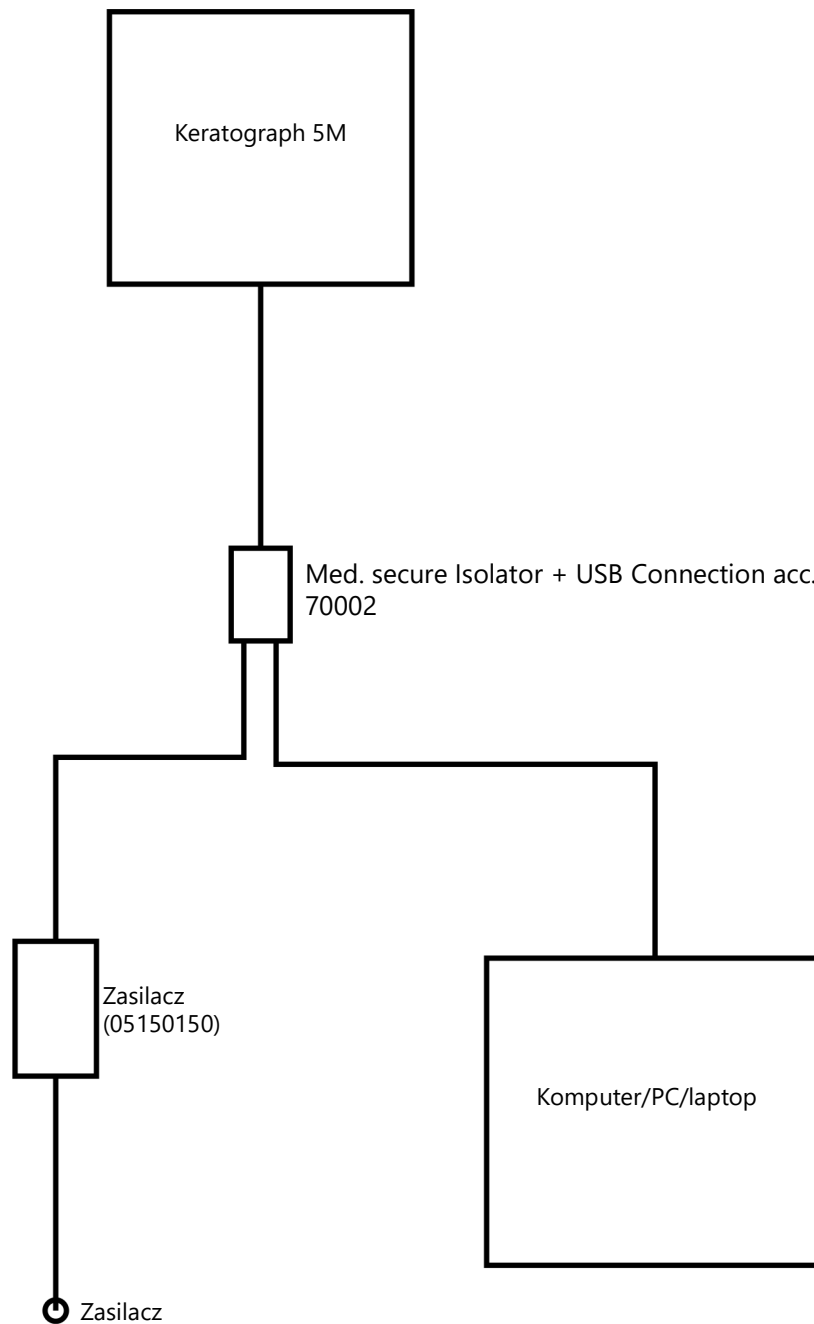 Keratograph 5M
Med. secure Isolator + USB Connection acc.
70002
Zasilacz
(05150150)
Komputer/PC/laptop
Zasilacz